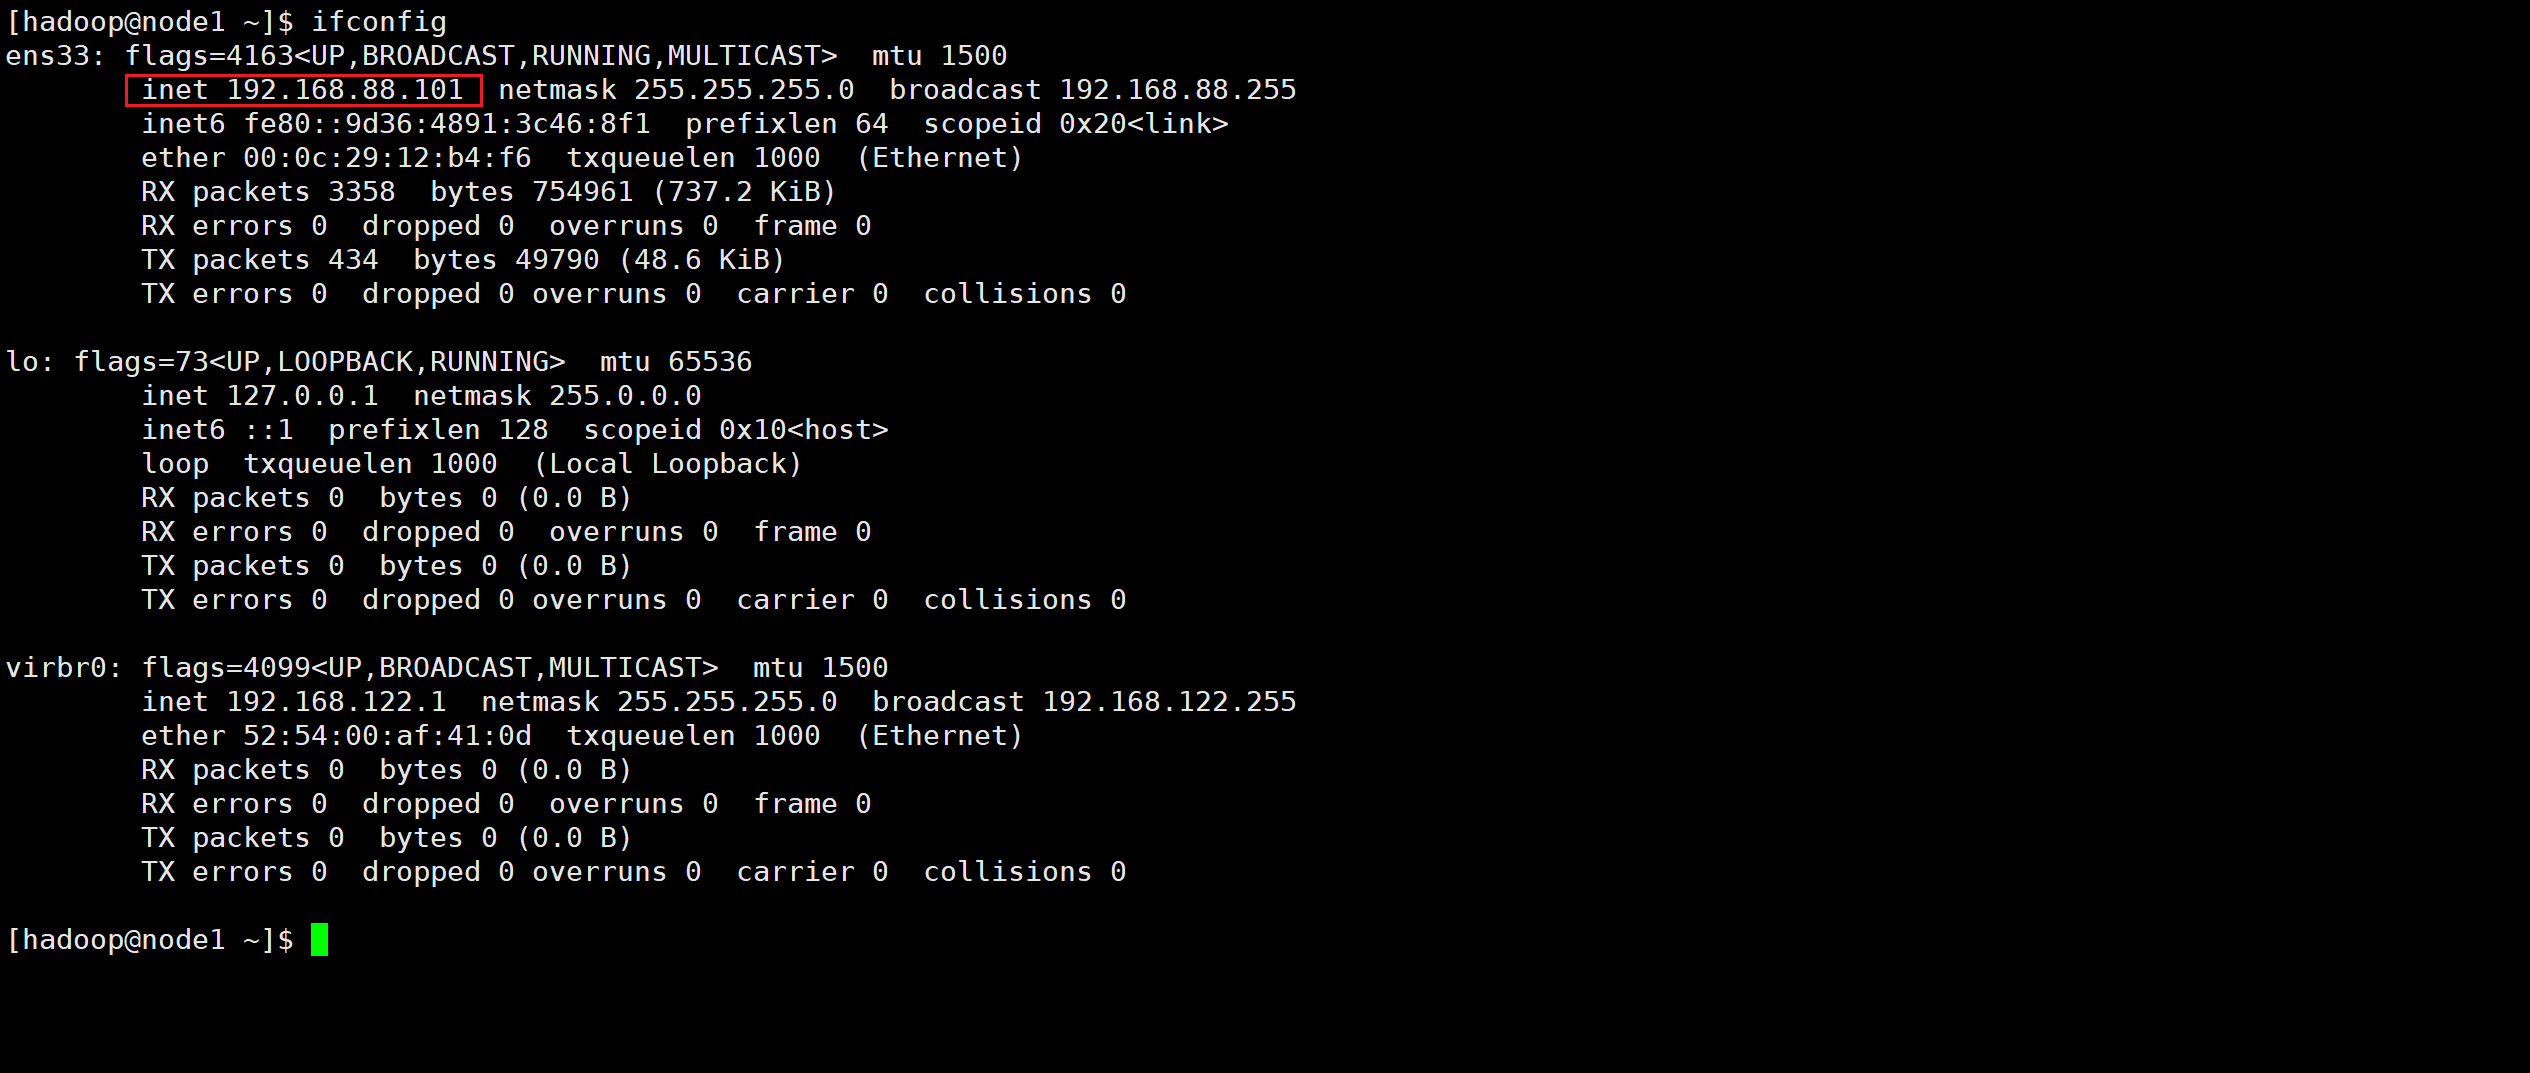 [hadoop@node1 ~]$ ifconfig
ens33: flags=4163<UP,BROADCAST,RUNNING,MULTICAST>  mtu 1500
        inet 192.168.88.101  netmask 255.255.255.0  broadcast 192.168.88.255
        inet6 fe80::9d36:4891:3c46:8f1  prefixlen 64  scopeid 0x20<link>
        ether 00:0c:29:12:b4:f6  txqueuelen 1000  (Ethernet)
        RX packets 3358  bytes 754961 (737.2 KiB)
        RX errors 0  dropped 0  overruns 0  frame 0
        TX packets 434  bytes 49790 (48.6 KiB)
        TX errors 0  dropped 0 overruns 0  carrier 0  collisions 0

lo: flags=73<UP,LOOPBACK,RUNNING>  mtu 65536
        inet 127.0.0.1  netmask 255.0.0.0
        inet6 ::1  prefixlen 128  scopeid 0x10<host>
        loop  txqueuelen 1000  (Local Loopback)
        RX packets 0  bytes 0 (0.0 B)
        RX errors 0  dropped 0  overruns 0  frame 0
        TX packets 0  bytes 0 (0.0 B)
        TX errors 0  dropped 0 overruns 0  carrier 0  collisions 0

virbr0: flags=4099<UP,BROADCAST,MULTICAST>  mtu 1500
        inet 192.168.122.1  netmask 255.255.255.0  broadcast 192.168.122.255
        ether 52:54:00:af:41:0d  txqueuelen 1000  (Ethernet)
        RX packets 0  bytes 0 (0.0 B)
        RX errors 0  dropped 0  overruns 0  frame 0
        TX packets 0  bytes 0 (0.0 B)
        TX errors 0  dropped 0 overruns 0  carrier 0  collisions 0

[hadoop@node1 ~]$